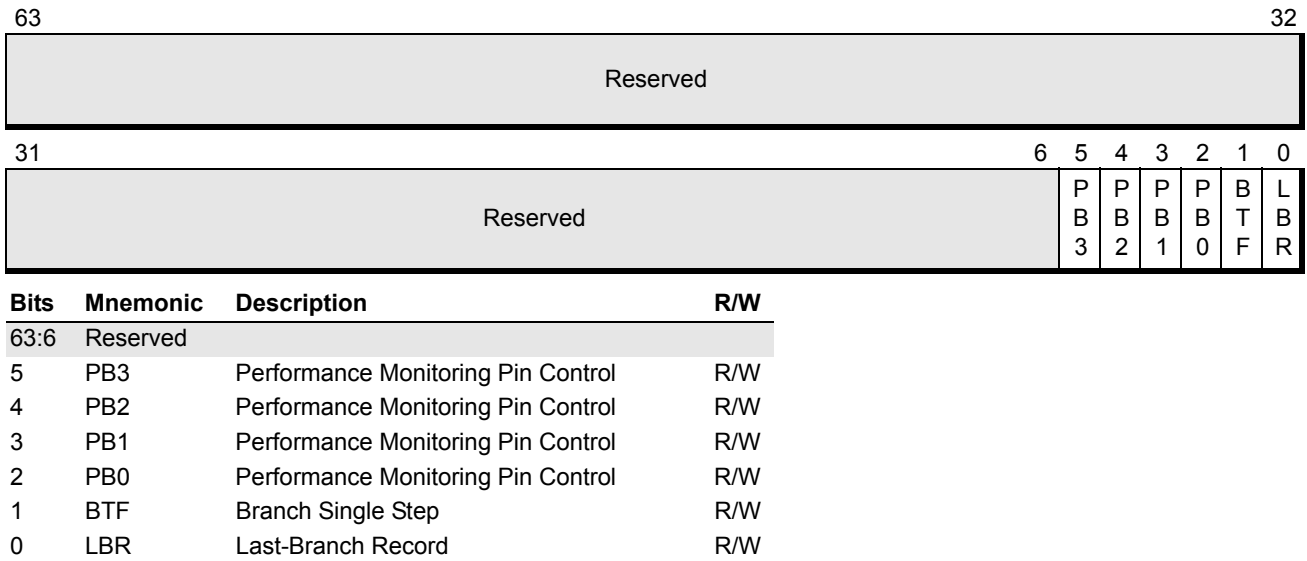 63 32
Reserved
31 6 5 4 3 2 1 0
Reserved
P P P P B L
B B B B T B
3 2 1 0 F R
Bits Mnemonic Description R/W
63:6 Reserved
5 PB3 Performance Monitoring Pin Control R/W
4 PB2 Performance Monitoring Pin Control R/W
3 PB1 Performance Monitoring Pin Control R/W
2 PB0 Performance Monitoring Pin Control R/W
1 BTF Branch Single Step R/W
0 LBR Last-Branch Record R/W